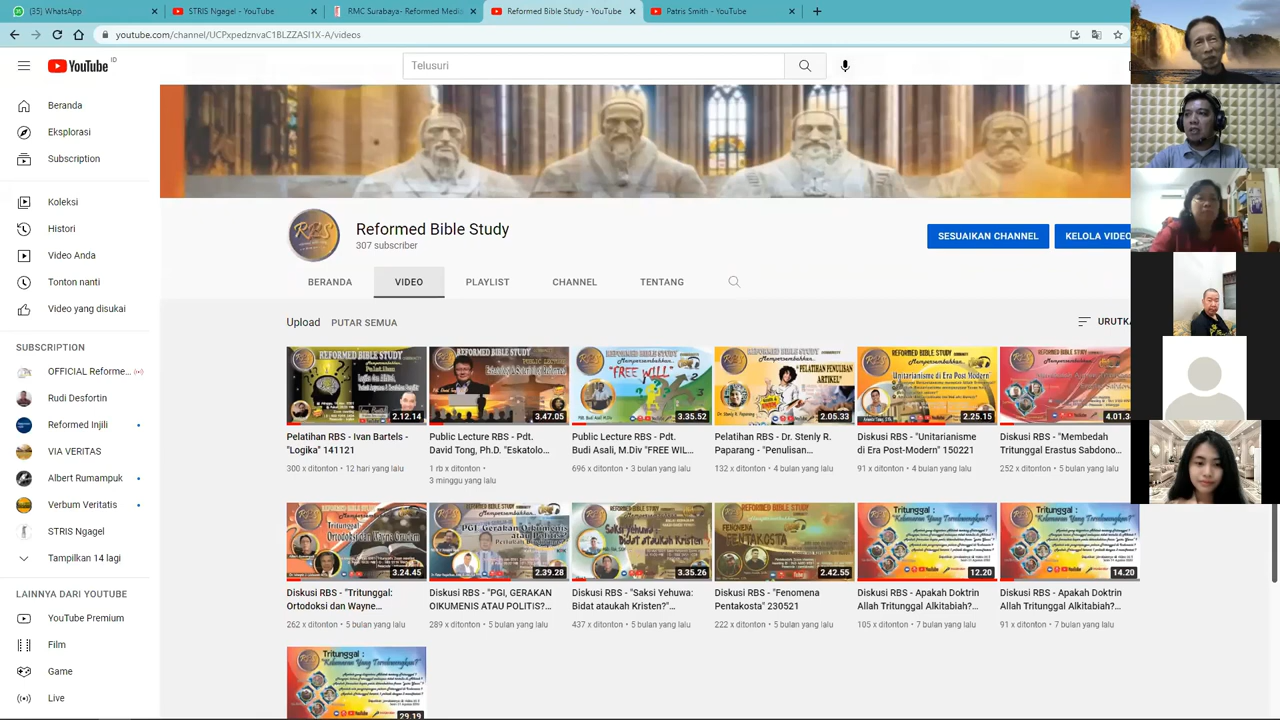 (35) WhatsApp
STRIS Ngagel - YouTube
RMC Surabaya- Reformed Medic
Reformed Bible Study - YouTube
Patris Smith - YouTube
youtube.com/channel/UCPxpedznvaC1BLZZASI1X-A/videos
YouTube ID
Telusuri
Beranda
Eksplorasi
Subscription
Koleksi
Histori
Video Anda
Tonton nanti
Video yang disukai
SUBSCRIPTION
OFFICIAL Reforme...
Rudi Desfortin
Reformed Injili
VIA VERITAS
Albert Rumampuk
Verbum Veritatis
STRIS Ngagel
Tampilkan 14 lagi
LAINNYA DARI YOUTUBE
YouTube Premium
Film
Game
Live
RBS
Reformed Bible Study
307 subscriber
SESUAIKAN CHANNEL
KELOLA VIDEO
BERANDA
VIDEO
PLAYLIST
CHANNEL
TENTANG
Upload
PUTAR SEMUA
URUTKA
2.12.14
3.47.05
3.35.52
2.05.33
2.25.15
4.01.3
Pelatihan RBS - Ivan Bartels -
"Logika" 141121
300 x ditonton • 12 hari yang lalu
Public Lecture RBS - Pdt.
David Tong, Ph.D. "Eskatolo...
1 rb x ditonton •
3 minggu yang lalu
Public Lecture RBS - Pdt.
Budi Asali, M.Div "FREE WIL...
696 x ditonton • 3 bulan yang lalu
Pelatihan RBS - Dr. Stenly R.
Paparang - "Penulisan...
132 x ditonton • 4 bulan yang lalu
Diskusi RBS - "Unitarianisme
di Era Post-Modern" 150221
91 x ditonton • 4 bulan yang lalu
Diskusi RBS - "Membedah
Tritunggal Erastus Sabdono...
252 x ditonton • 5 bulan yang lalu
3.24.45
2.39.28
3.35.26
2.42.55
12.20
14.20
Diskusi RBS - "Tritunggal:
Ortodoksi dan Wayne...
262 x ditonton • 5 bulan yang lalu
Diskusi RBS - "PGI, GERAKAN
OIKUMENIS ATAU POLITIS?...
289 x ditonton • 5 bulan yang lalu
Diskusi RBS - "Saksi Yehuwa:
Bidat ataukah Kristen?"...
437 x ditonton • 5 bulan yang lalu
Diskusi RBS - "Fenomena
Pentakosta" 230521
222 x ditonton • 5 bulan yang lalu
Diskusi RBS - Apakah Doktrin
Allah Tritunggal Alkitabiah?...
105 x ditonton • 7 bulan yang lalu
Diskusi RBS - Apakah Doktrin
Allah Tritunggal Alkitabiah?...
91 x ditonton • 7 bulan yang lalu
Tritunggal :
"Kebenaran Yang Tersembunyikan?"
29.19